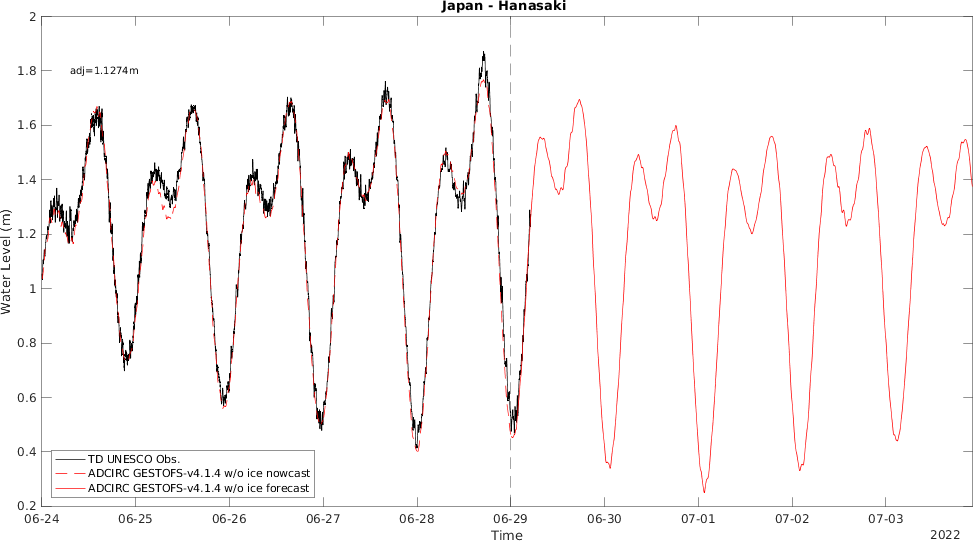 Japan - Hanasaki
2
1.8
1.6
1.4
1.2
1
0.8
0.6
0.4
0.2
Water Level (m)
adj=1.1274m
TD UNESCO Obs.
ADCIRC GESTOFS-v4.1.4 w/o ice nowcast
ADCIRC GESTOFS-v4.1.4 w/o ice forecast
06-24 06-25 06-26 06-27 06-28 06-29 06-30 07-01 07-02 07-03
Time
2022